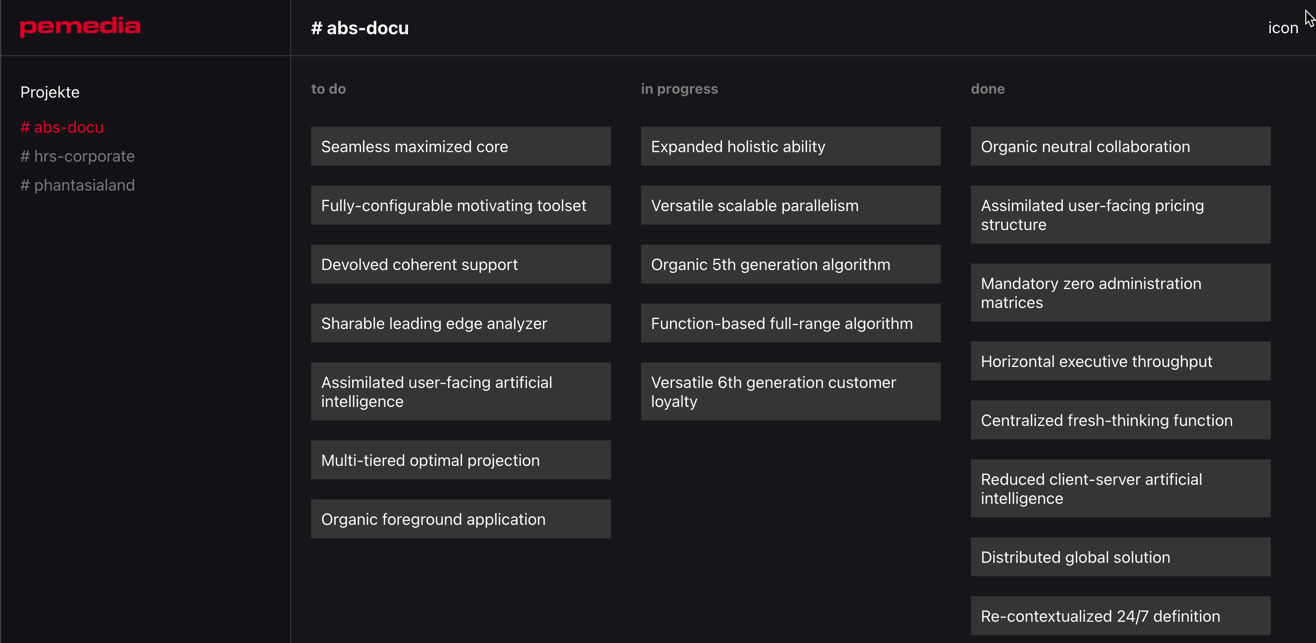 pemedia
# abs-docu
icon
Projekte
# abs-docu
# hrs-corporate
# phantasialand
to do
Seamless maximized core
Fully-configurable motivating toolset
Devolved coherent support
Sharable leading edge analyzer
Assimilated user-facing artificial
intelligence
Multi-tiered optimal projection
Organic foreground application
in progress
Expanded holistic ability
Versatile scalable parallelism
Organic 5th generation algorithm
Function-based full-range algorithm
Versatile 6th generation customer
loyalty
done
Organic neutral collaboration
Assimilated user-facing pricing
structure
Mandatory zero administration
matrices
Horizontal executive throughput
Centralized fresh-thinking function
Reduced client-server artificial
intelligence
Distributed global solution
Re-contextualized 24/7 definition